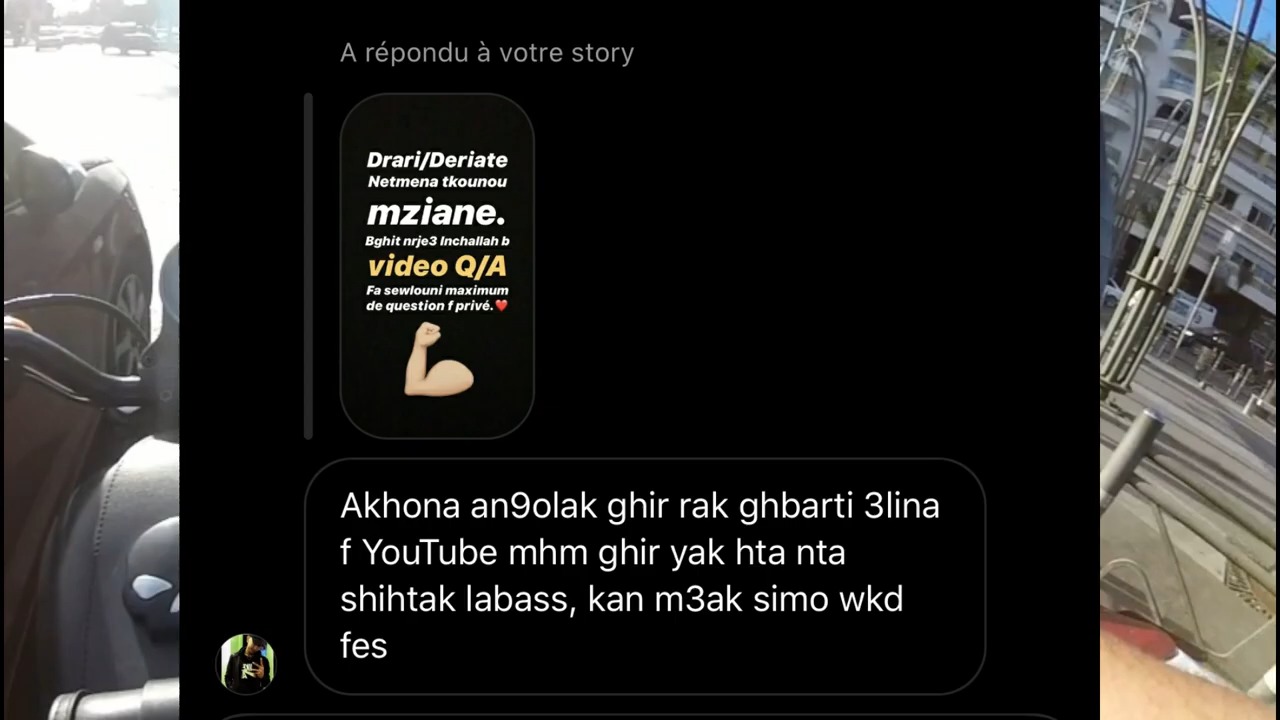 A répondu à votre story
Drari/Deriate
Netmena tkounou
mziane.
Bghit nrje3 Inchallah b
video Q/A
Fa sewlouni maximum
de question f privé.❤️
💪🏼
Akhona an9olak ghir rak ghbarti 3lina
f YouTube mhm ghir yak hta nta
shihtak labass, kan m3ak simo wkd
fes